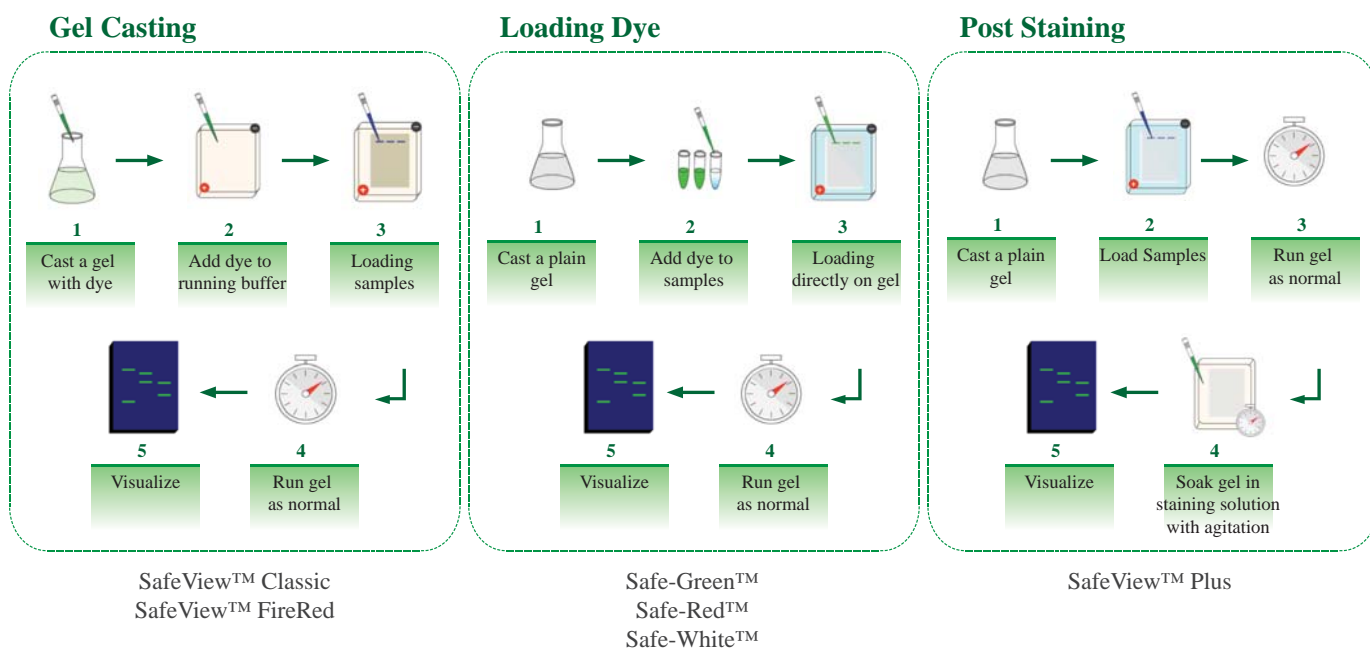 Gel Casting
1
Cast a gel
with dye
2
Add dye to
running buffer
3
Loading
samples
5
Visualize
4
Run gel
as normal
SafeView™ Classic
SafeView™ FireRed
Loading Dye
1
Cast a plain
gel
2
Add dye to
samples
3
Loading
directly on gel
5
Visualize
4
Run gel
as normal
Safe-Green™
Safe-Red™
Safe-White™
Post Staining
1
Cast a plain
gel
2
Load Samples
3
Run gel
as normal
5
Visualize
4
Soak gel in
staining solution
with agitation
SafeView™ Plus